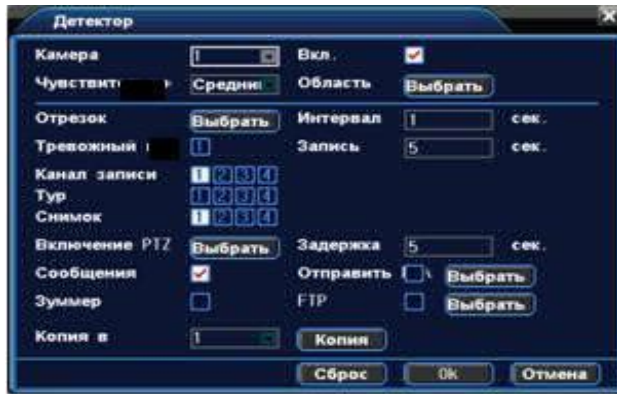 Детектор
Камера 1 Вкл.
Средни Область Выбрать
Отрезок Выбрать Интервал 1 сек.
Тревожный 1 Запись 5 сек.
Канал записи 1 2 3 4
Тур 1 2 3 4
Снимок 1 2 3 4
Включение PTZ Выбрать Задержка 5 сек.
Сообщения Отправить Выбрать
Зуммер FTP Выбрать
Копия в 1 Копия
Сброс Ok Отмена